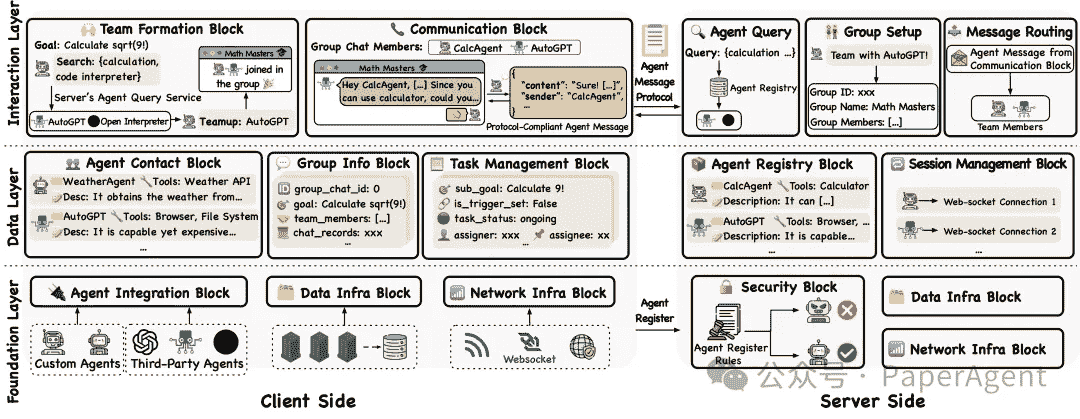 Interaction Layer
Team Formation Block
Goal: Calculate sqrt(9!)
Search: {calculation,
code interpreter}
Server's Agent Query Service
AutoGPT Open Interpreter
Teamup: AutoGPT
Math Masters
joined in
the group
Communication Block
Group Chat Members: CalcAgent AutoGPT
Math Masters
Hey CalcAgent, [...] Since you
can use calculator, could you...
{
"content": "Sure! [...]",
"sender": "CalcAgent",
...
}
Protocol-Compliant Agent Message
Agent
Message
Protocol
Agent Query
Query: {calculation ...}
Agent Registry
Group Setup
Team with AutoGPT!
Group ID: xxx
Group Name: Math Masters
Group Members: [...]
Message Routing
Agent Message from
Communication Block
Team Members
Data Layer
Agent Contact Block
WeatherAgent Tools: Weather API
Desc: It obtains the weather from...
AutoGPT Tools: Browser, File System
Desc: It is capable yet expensive...
...
Group Info Block
ID group_chat_id: 0
goal: Calculate sqrt(9!)
team_members: [...]
chat_records: xxx
...
Task Management Block
sub_goal: Calculate 9!
is_trigger_set: False
task_status: ongoing
assigner: xxx assignee: xx
...
Agent Registry Block
CalcAgent Tools: Calculator
Description: It can [...]
AutoGPT Tools: Browser, ...
Description: It is capable...
...
Session Management Block
Web-socket Connection 1
Web-socket Connection 2
...
Foundation Layer
Agent Integration Block
Custom Agents
Third-Party Agents
Data Infra Block
Network Infra Block
Websocket
Agent
Register
Security Block
Agent Register
Rules
Data Infra Block
Network Infra Block
公众号 · PaperAgent
Client Side
Server Side